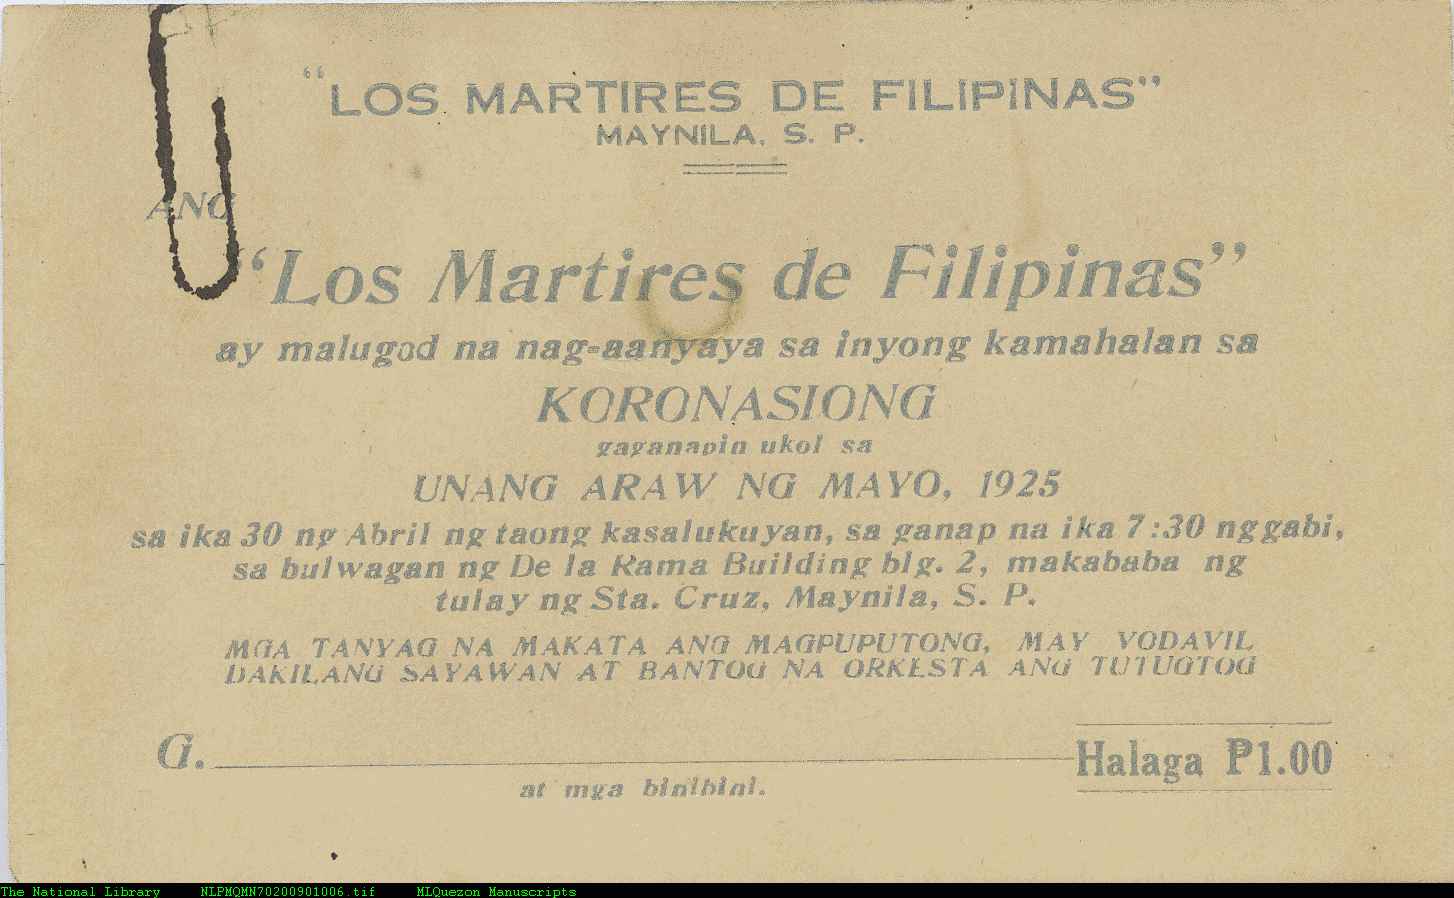 “LOS MARTIRES DE FILIPINAS”
MAYNILA, S. P.
ANG
“Los Martires de Filipinas”
ay malugod na nag-aanyaya sa inyong kamahalan sa
KORONASIONG
gaganapin ukol sa
UNANG ARAW NG MAYO, 1925
sa ika 30 ng Abril ng taong kasalukuyan, sa ganap na ika 7:30 ng gabi,
sa bulwagan ng De la Rama Building blg. 2, makababa ng
tulay ng Sta. Cruz, Maynila, S. P.
MGA TANYAG NA MAKATA ANG MAGPUPUTONG, MAY VODAVIL
DAKILANG SAYAWAN AT BANTOG NA ORKESTA ANG TUTUGTOG
G.
Halaga ₱1.00
at mga binibini.
The National Library NLPMQMN70200901006.tif MLQuezon Manuscripts